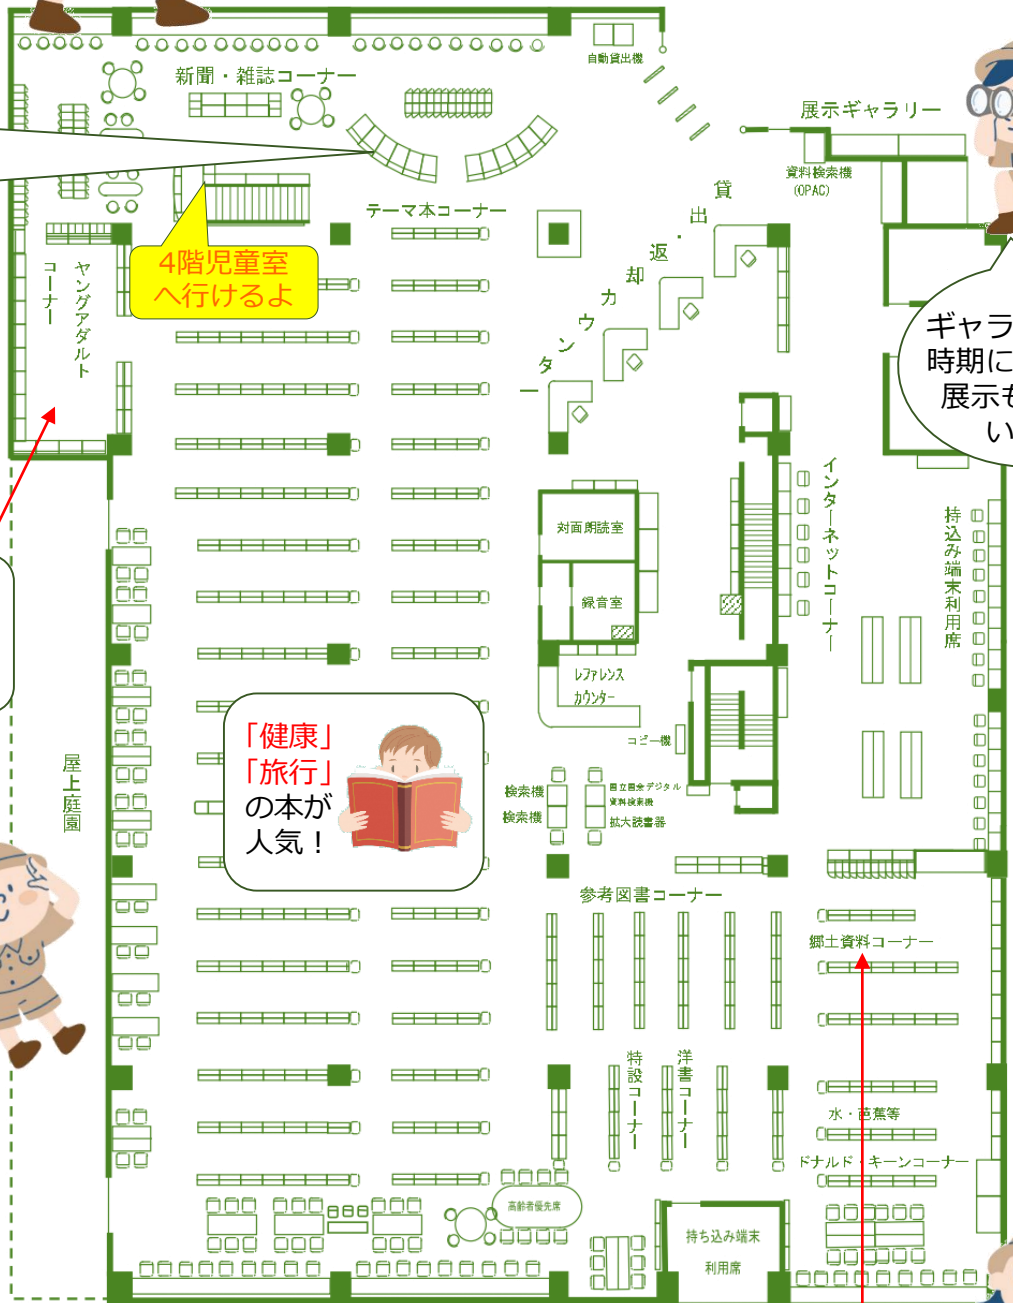 自動貸出機
新聞・雑誌コーナー
展示ギャラリー
資料検索機
(OPAC)
テーマ本コーナー
貸出・返却カウンター
4階児童室
へ行けるよ
ヤングアダルト
コーナー
ギャラ
時期に
展示も
い
インターネットコーナー
持込み端末利用席
対面朗読室
録音室
レファレンス
カウンター
コピー機
「健康」
「旅行」
の本が
人気！
屋上庭園
検索機
検索機
国立国会デジタル
資料検索機
拡大読書器
参考図書コーナー
郷土資料コーナー
特設コーナー
洋書コーナー
水・芭蕉等
ドナルド・キーンコーナー
高齢者優先席
持ち込み端末
利用席